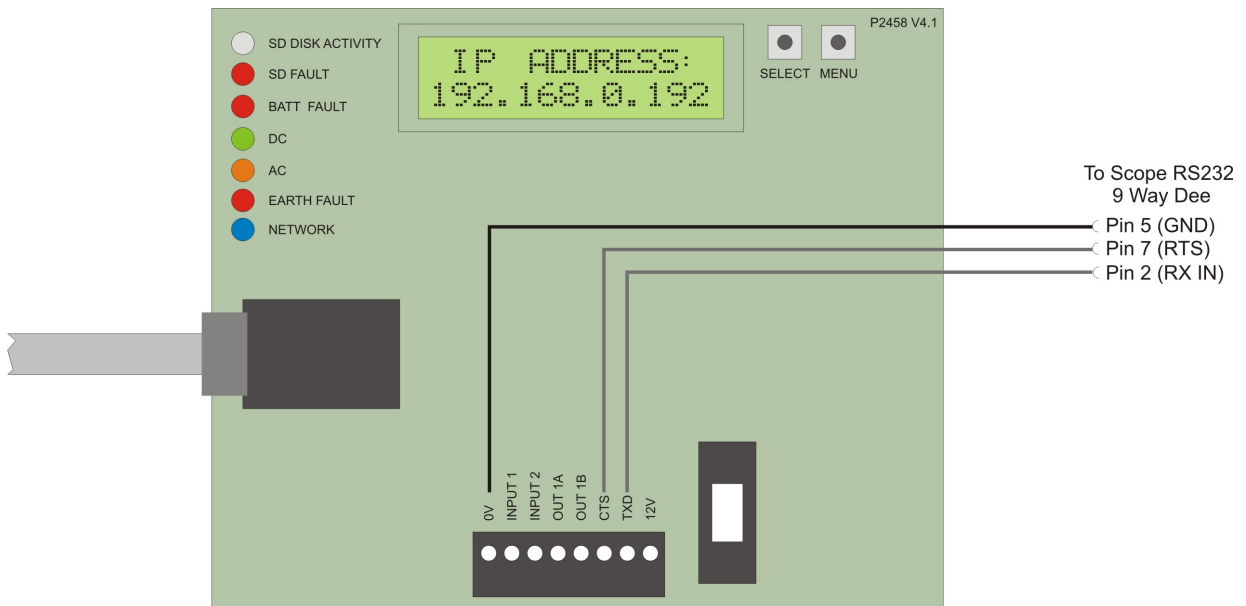 P2458 V4.1
SD DISK ACTIVITY
SD FAULT
BATT FAULT
DC
AC
EARTH FAULT
NETWORK
IP ADDRESS:
192.168.0.192
SELECT
MENU
To Scope RS232
9 Way Dee
Pin 5 (GND)
Pin 7 (RTS)
Pin 2 (RX IN)
0V
INPUT 1
INPUT 2
OUT 1A
OUT 1B
CTS
TXD
12V